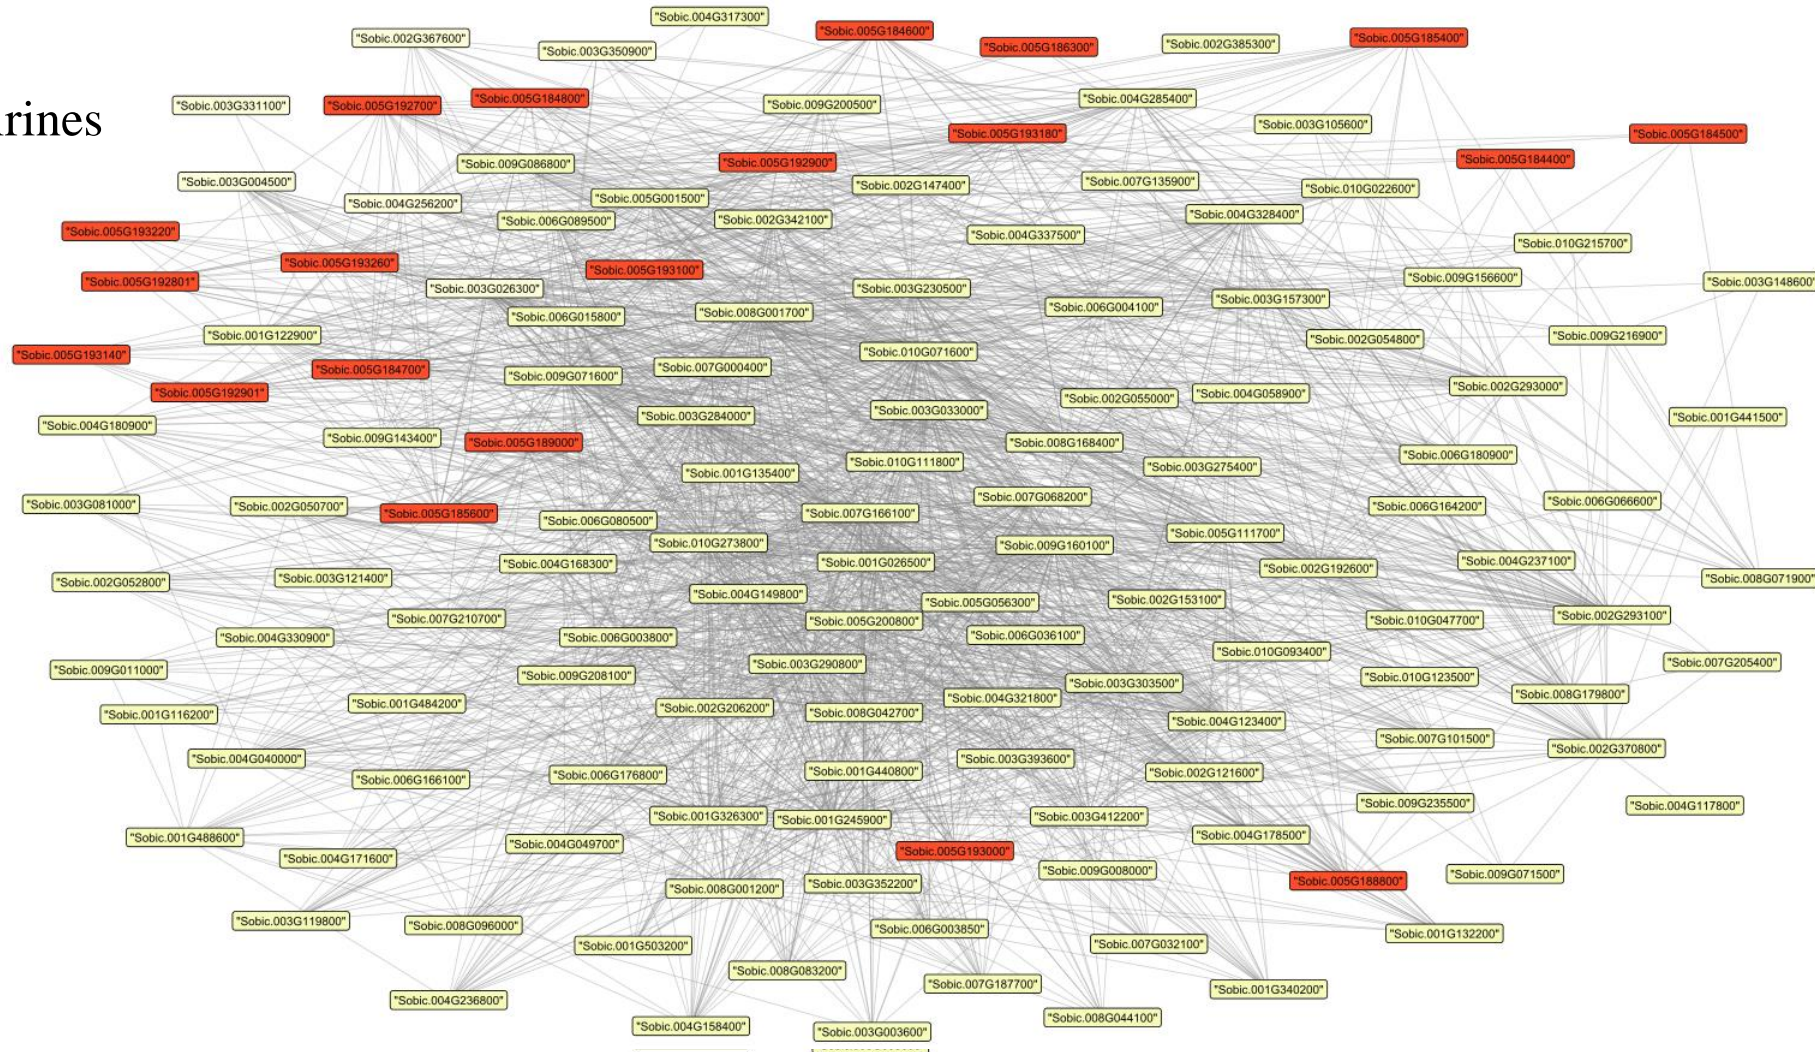 "Sobic.004G317300"
"Sobic.005G184600"
"Sobic.002G367600"
"Sobic.003G350900"
"Sobic.005G186300"
"Sobic.002G385300"
"Sobic.005G185400"
"Sobic.003G331100"
"Sobic.005G192700"
"Sobic.005G184800"
"Sobic.009G200500"
"Sobic.004G285400"
rines
"Sobic.005G193180"
"Sobic.003G105600"
"Sobic.005G184500"
"Sobic.009G086800"
"Sobic.005G192900"
"Sobic.005G184400"
"Sobic.003G004500"
"Sobic.004G256200"
"Sobic.005G001500"
"Sobic.002G147400"
"Sobic.007G135900"
"Sobic.010G022600"
"Sobic.006G089500"
"Sobic.002G342100"
"Sobic.004G337500"
"Sobic.004G328400"
"Sobic.005G193220"
"Sobic.010G215700"
"Sobic.005G193260"
"Sobic.005G193100"
"Sobic.005G192801"
"Sobic.003G026300"
"Sobic.003G230500"
"Sobic.009G156600"
"Sobic.003G148600"
"Sobic.006G015800"
"Sobic.008G001700"
"Sobic.006G004100"
"Sobic.003G157300"
"Sobic.001G122900"
"Sobic.002G054800"
"Sobic.009G216900"
"Sobic.005G193140"
"Sobic.005G184700"
"Sobic.009G071600"
"Sobic.007G000400"
"Sobic.010G071600"
"Sobic.005G192901"
"Sobic.002G055000"
"Sobic.004G058900"
"Sobic.002G293000"
"Sobic.004G180900"
"Sobic.003G284000"
"Sobic.003G033000"
"Sobic.001G441500"
"Sobic.009G143400"
"Sobic.005G189000"
"Sobic.008G168400"
"Sobic.006G180900"
"Sobic.001G135400"
"Sobic.010G111800"
"Sobic.003G275400"
"Sobic.003G081000"
"Sobic.002G050700"
"Sobic.005G185600"
"Sobic.006G080500"
"Sobic.007G166100"
"Sobic.007G068200"
"Sobic.006G164200"
"Sobic.006G066600"
"Sobic.010G273800"
"Sobic.009G160100"
"Sobic.005G111700"
"Sobic.002G052800"
"Sobic.003G121400"
"Sobic.004G168300"
"Sobic.001G026500"
"Sobic.002G192600"
"Sobic.004G237100"
"Sobic.008G071900"
"Sobic.004G149800"
"Sobic.005G056300"
"Sobic.002G153100"
"Sobic.007G210700"
"Sobic.005G200800"
"Sobic.010G047700"
"Sobic.002G293100"
"Sobic.004G330900"
"Sobic.006G003800"
"Sobic.006G036100"
"Sobic.010G093400"
"Sobic.009G011000"
"Sobic.009G208100"
"Sobic.003G290800"
"Sobic.003G303500"
"Sobic.010G123500"
"Sobic.007G205400"
"Sobic.001G116200"
"Sobic.001G484200"
"Sobic.002G206200"
"Sobic.008G042700"
"Sobic.004G321800"
"Sobic.004G123400"
"Sobic.008G179800"
"Sobic.004G040000"
"Sobic.003G393600"
"Sobic.007G101500"
"Sobic.002G370800"
"Sobic.006G166100"
"Sobic.006G176800"
"Sobic.001G440800"
"Sobic.002G121600"
"Sobic.001G488600"
"Sobic.001G326300"
"Sobic.001G245900"
"Sobic.003G412200"
"Sobic.009G235500"
"Sobic.004G117800"
"Sobic.004G171600"
"Sobic.004G049700"
"Sobic.005G193000"
"Sobic.004G178500"
"Sobic.008G001200"
"Sobic.003G352200"
"Sobic.009G008000"
"Sobic.005G188800"
"Sobic.009G071500"
"Sobic.003G119800"
"Sobic.008G096000"
"Sobic.006G003850"
"Sobic.001G132200"
"Sobic.001G503200"
"Sobic.007G032100"
"Sobic.008G083200"
"Sobic.007G187700"
"Sobic.001G340200"
"Sobic.004G236800"
"Sobic.004G158400"
"Sobic.003G003600"
"Sobic.008G044100"